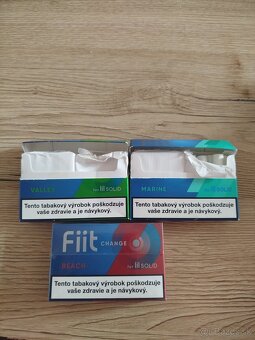 VALLEY
for lil SOLID
Tento tabakový výrobok poškodzuje
vaše zdravie a je návykový.
MARINE
for lil SOLID
Tento tabakový výrobok poškodzuje
vaše zdravie a je návykový.
Fiit
CHANGE
BEACH
for lil SOLID
Tento tabakový výrobok poškodzuje
vaše zdravie a je návykový.